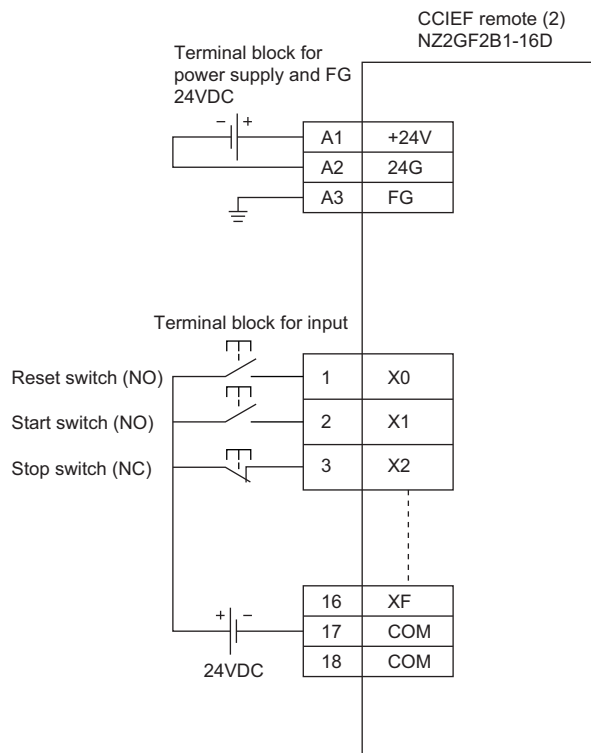 CCIEF remote (2)
NZ2GF2B1-16D
Terminal block for
power supply and FG
24VDC
− +
A1 +24V
A2 24G
A3 FG
Terminal block for input
Reset switch (NO) 1 X0
Start switch (NO) 2 X1
Stop switch (NC) 3 X2
16 XF
+ − 17 COM
18 COM
24VDC